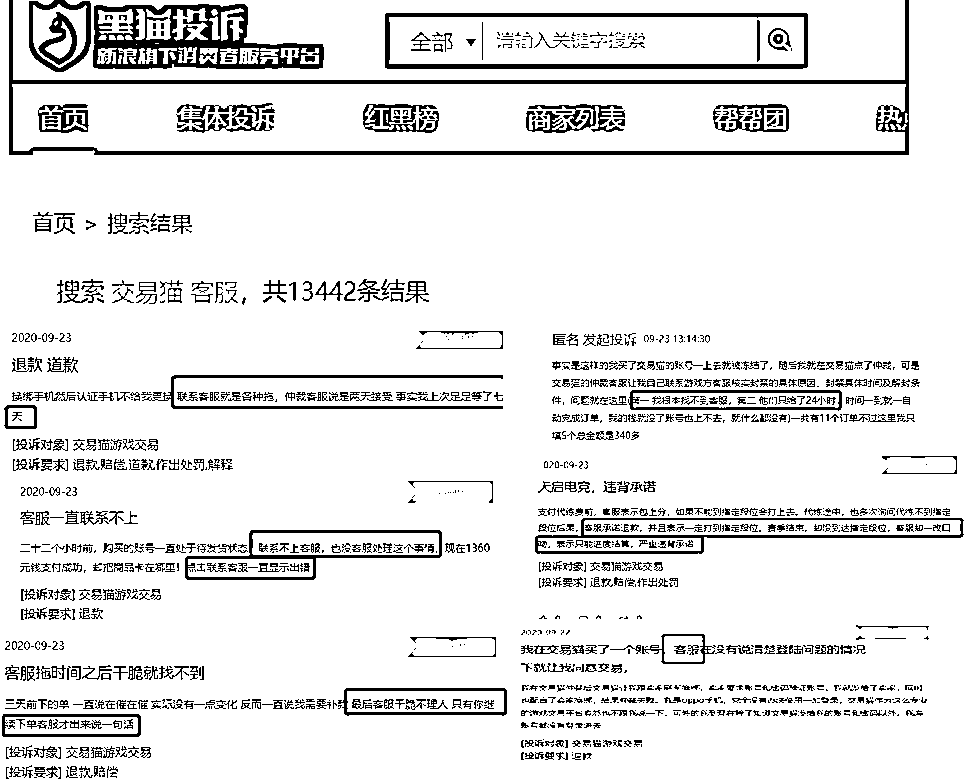 黑猫投诉
新浪旗下消费者服务平台
全部 请输入关键字搜索
首页 集体投诉 红黑榜 商家列表 帮帮团 热
首页 > 搜索结果
搜索 交易猫 客服，共13442条结果
2020-09-23
退款 道歉
换绑手机然后认证手机不给我更换 联系客服就是各种拖，仲裁客服说是两天接受 事实我上次足足等了七
天
[投诉对象] 交易猫游戏交易
[投诉要求] 退款,赔偿,道歉,作出处罚,解释
2020-09-23
客服一直联系不上
二十二个小时前，购买的账号一直处于待发货状态，联系不上客服，也没客服处理这个事情，现在1360
元钱支付成功，却把商品卡在哪里！点击联系客服一直显示出错
[投诉对象] 交易猫游戏交易
[投诉要求] 退款
2020-09-23
客服拖时间之后干脆就找不到
三天前下的单 一直说在催在催 实际没有一点变化 反而一直说我需要补 最后客服干脆不理人 只有你继
续下单客服才出来说一句话
[投诉对象] 交易猫游戏交易
[投诉要求] 退款,赔偿
匿名 发起投诉 09-23 13:14:30
事实是这样的我买了交易猫的账号一上去就被冻结了，随后我就在交易猫点了仲裁，可是
交易猫的仲裁客服让我自己联系游戏方客服核实封禁的具体原因，封禁具体时间及解封条
件，问题就在这里(第一 我根本找不到客服，第二 他们只给了24小时，时间一到就一自
动完成订单，我的钱就没了账号也上不去，就什么都没有)一共有11个订单不过这里我只
填5个总金额是340多
020-09-23
天启电竞，违背承诺
支付代练费前，客服表示包上分，如果不能到指定段位会打上去。代练途中，也多次询问代练不到指定
段位后果，客服承诺退款，并且表示一定打到指定段位。赛季结束，却没到达指定段位，客服却一改口
吻，表示只能进度结算，严重违背承诺
[投诉对象] 交易猫游戏交易
[投诉要求] 退款,赔偿,作出处罚
2020-09-22
我在交易猫买了一个账号，客服在没有说清楚登陆问题的情况
下就让我同意交易，
[投诉对象] 交易猫游戏交易
[投诉要求] 退款